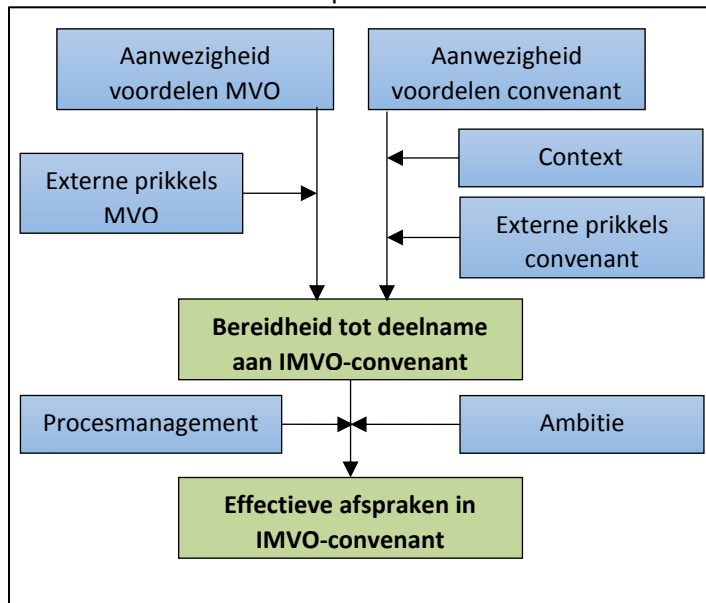 Aanwezigheid
voordelen MVO
Aanwezigheid
voordelen convenant
Context
Externe prikkels
MVO
Externe prikkels
convenant
Bereidheid tot deelname
aan IMVO-convenant
Procesmanagement
Ambitie
Effectieve afspraken in
IMVO-convenant